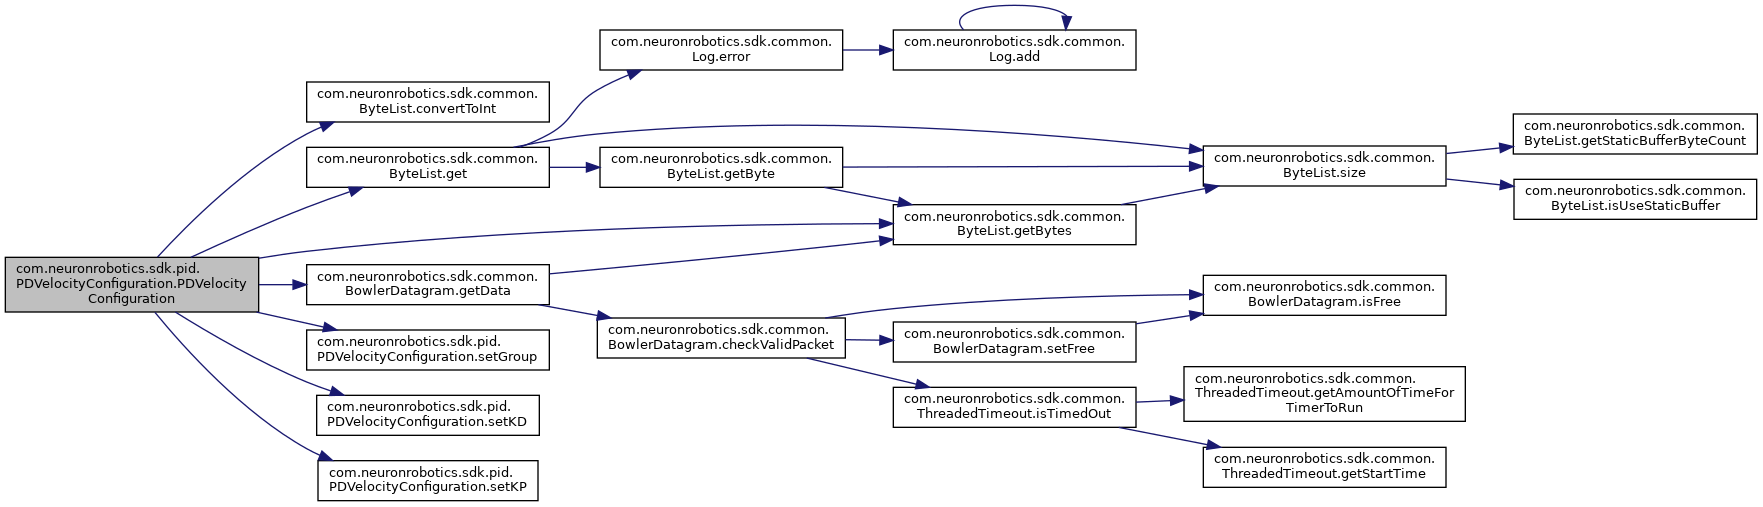 com.neuronrobotics.sdk.pid.
PDVelocityConfiguration.PDVelocity
Configuration
com.neuronrobotics.sdk.common.
ByteList.convertToInt
com.neuronrobotics.sdk.common.
ByteList.get
com.neuronrobotics.sdk.common.
BowlerDatagram.getData
com.neuronrobotics.sdk.pid.
PDVelocityConfiguration.setGroup
com.neuronrobotics.sdk.pid.
PDVelocityConfiguration.setKD
com.neuronrobotics.sdk.pid.
PDVelocityConfiguration.setKP
com.neuronrobotics.sdk.common.
Log.error
com.neuronrobotics.sdk.common.
ByteList.getByte
com.neuronrobotics.sdk.common.
BowlerDatagram.checkValidPacket
com.neuronrobotics.sdk.common.
Log.add
com.neuronrobotics.sdk.common.
ByteList.getBytes
com.neuronrobotics.sdk.common.
BowlerDatagram.setFree
com.neuronrobotics.sdk.common.
ThreadedTimeout.isTimedOut
com.neuronrobotics.sdk.common.
ByteList.size
com.neuronrobotics.sdk.common.
BowlerDatagram.isFree
com.neuronrobotics.sdk.common.
ThreadedTimeout.getAmountOfTimeFor
TimerToRun
com.neuronrobotics.sdk.common.
ThreadedTimeout.getStartTime
com.neuronrobotics.sdk.common.
ByteList.getStaticBufferByteCount
com.neuronrobotics.sdk.common.
ByteList.isUseStaticBuffer